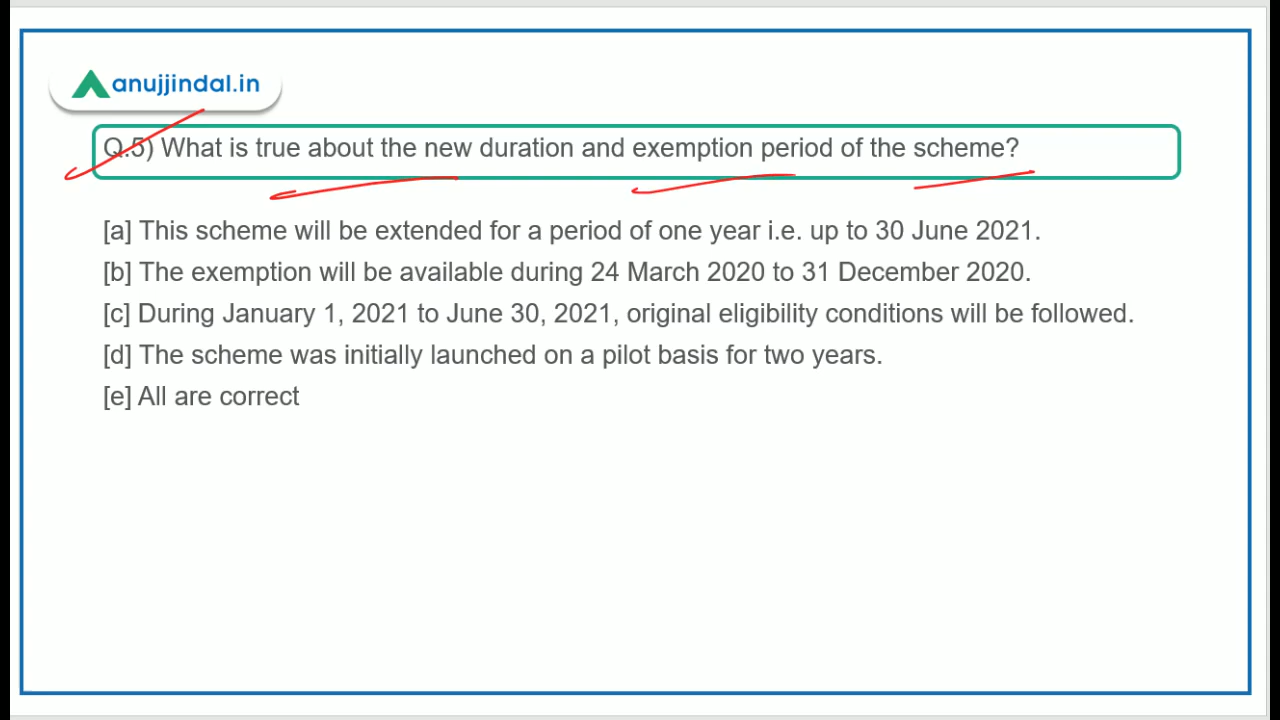 anujjindal.in
Q.5) What is true about the new duration and exemption period of the scheme?
[a] This scheme will be extended for a period of one year i.e. up to 30 June 2021.
[b] The exemption will be available during 24 March 2020 to 31 December 2020.
[c] During January 1, 2021 to June 30, 2021, original eligibility conditions will be followed.
[d] The scheme was initially launched on a pilot basis for two years.
[e] All are correct